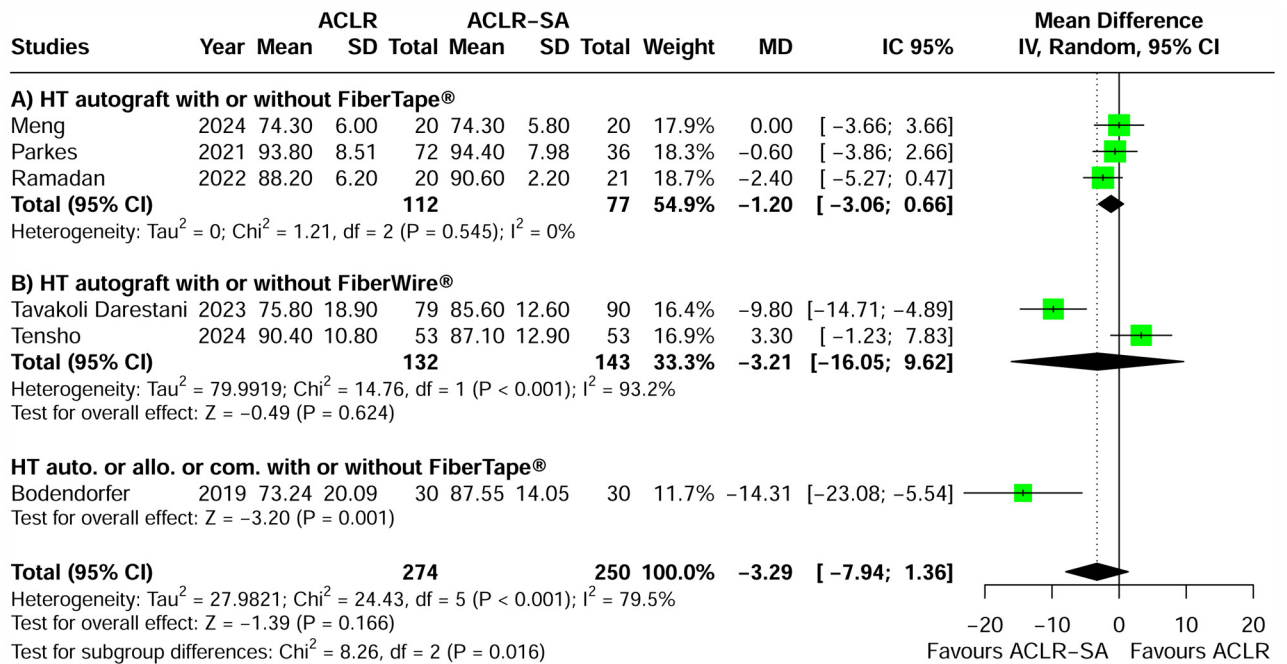 ACLR ACLR−SA Mean Difference
Studies Year Mean SD Total Mean SD Total Weight MD IC 95% IV, Random, 95% CI
A) HT autograft with or without FiberTape®
Meng 2024 74.30 6.00 20 74.30 5.80 20 17.9% 0.00 [ −3.66; 3.66]
Parkes 2021 93.80 8.51 72 94.40 7.98 36 18.3% −0.60 [ −3.86; 2.66]
Ramadan 2022 88.20 6.20 20 90.60 2.20 21 18.7% −2.40 [ −5.27; 0.47]
Total (95% CI) 112 77 54.9% −1.20 [ −3.06; 0.66]
Heterogeneity: Tau² = 0; Chi² = 1.21, df = 2 (P = 0.545); I² = 0%
B) HT autograft with or without FiberWire®
Tavakoli Darestani 2023 75.80 18.90 79 85.60 12.60 90 16.4% −9.80 [−14.71; −4.89]
Tensho 2024 90.40 10.80 53 87.10 12.90 53 16.9% 3.30 [ −1.23; 7.83]
Total (95% CI) 132 143 33.3% −3.21 [−16.05; 9.62]
Heterogeneity: Tau² = 79.9919; Chi² = 14.76, df = 1 (P < 0.001); I² = 93.2%
Test for overall effect: Z = −0.49 (P = 0.624)
HT auto. or allo. or com. with or without FiberTape®
Bodendorfer 2019 73.24 20.09 30 87.55 14.05 30 11.7% −14.31 [−23.08; −5.54]
Test for overall effect: Z = −3.20 (P = 0.001)
Total (95% CI) 274 250 100.0% −3.29 [ −7.94; 1.36]
Heterogeneity: Tau² = 27.9821; Chi² = 24.43, df = 5 (P < 0.001); I² = 79.5%
Test for overall effect: Z = −1.39 (P = 0.166)
Test for subgroup differences: Chi² = 8.26, df = 2 (P = 0.016)
−20 −10 0 10 20
Favours ACLR−SA Favours ACLR